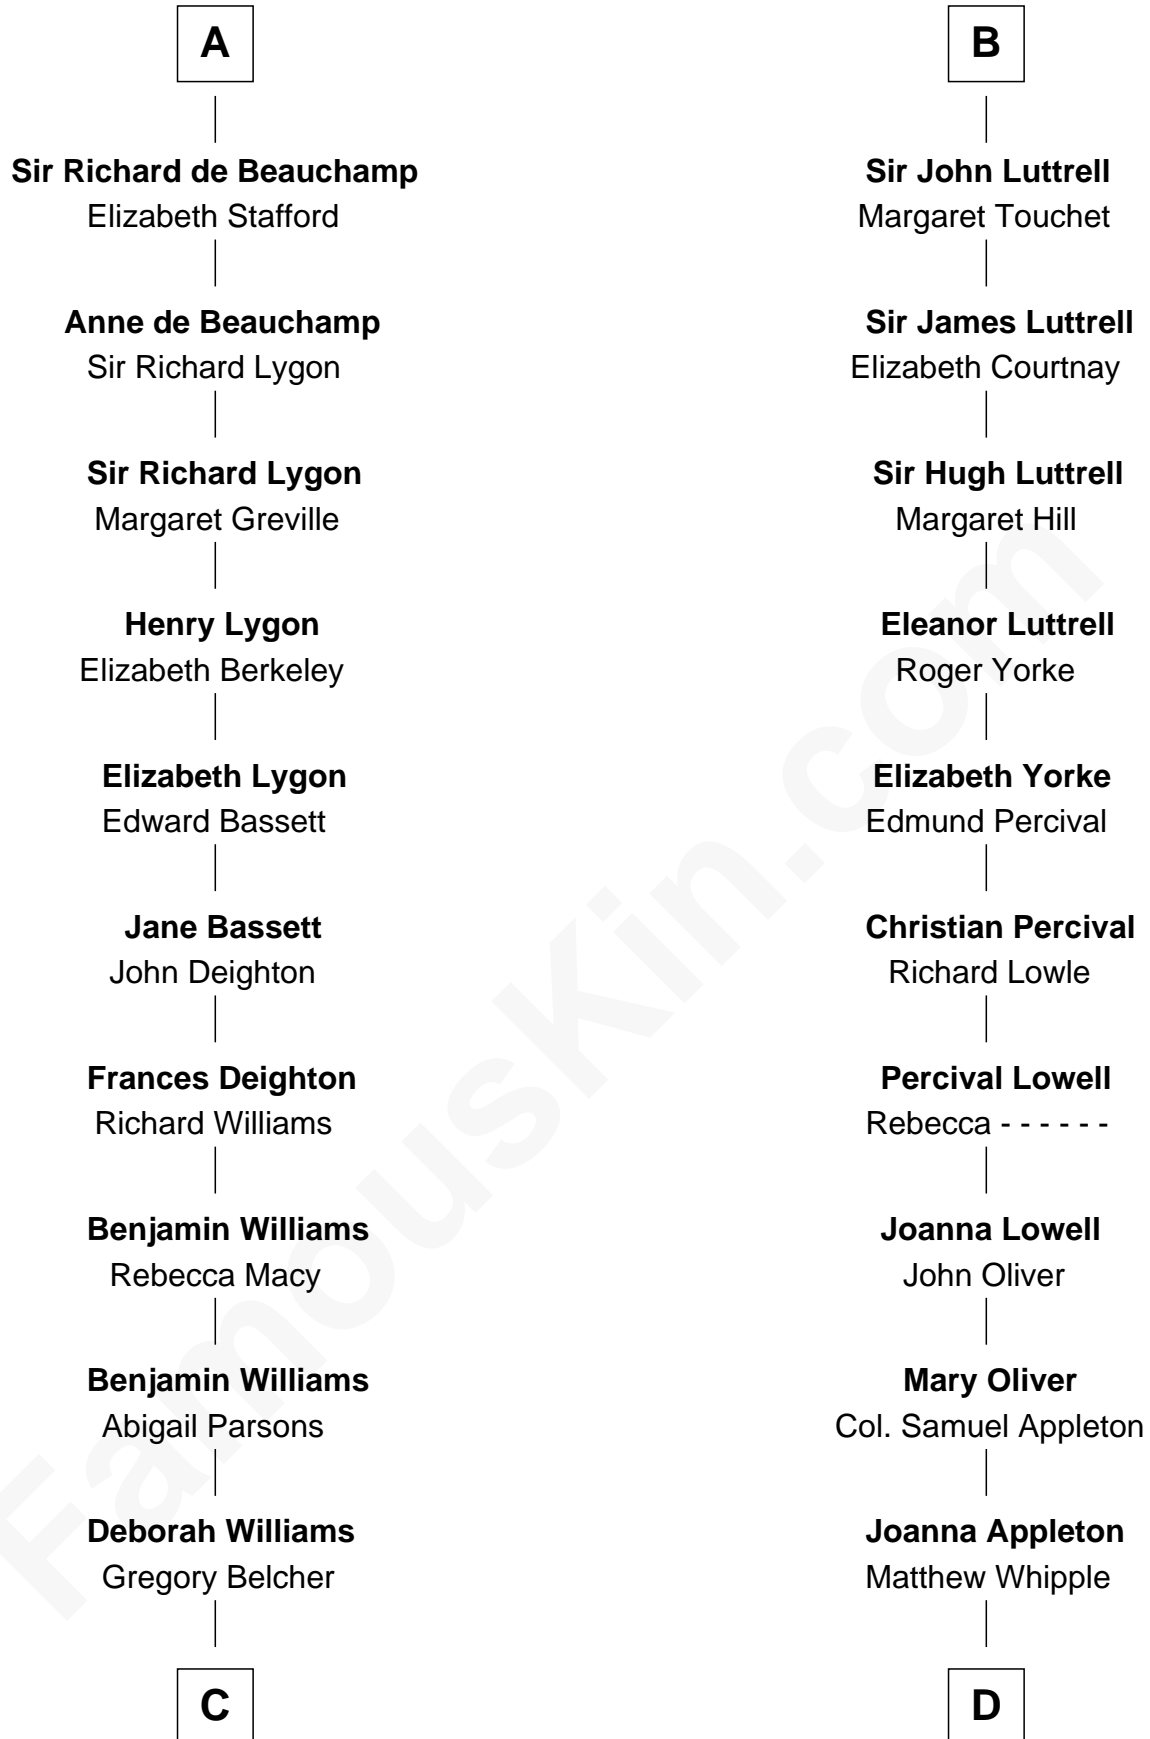 A
Sir Richard de Beauchamp
Elizabeth Stafford
Anne de Beauchamp
Sir Richard Lygon
Sir Richard Lygon
Margaret Greville
Henry Lygon
Elizabeth Berkeley
Elizabeth Lygon
Edward Bassett
Jane Bassett
John Deighton
Frances Deighton
Richard Williams
Benjamin Williams
Rebecca Macy
Benjamin Williams
Abigail Parsons
Deborah Williams
Gregory Belcher
C
B
Sir John Luttrell
Margaret Touchet
Sir James Luttrell
Elizabeth Courtnay
Sir Hugh Luttrell
Margaret Hill
Eleanor Luttrell
Roger Yorke
Elizabeth Yorke
Edmund Percival
Christian Percival
Richard Lowle
Percival Lowell
Rebecca - - - - - -
Joanna Lowell
John Oliver
Mary Oliver
Col. Samuel Appleton
Joanna Appleton
Matthew Whipple
D
FamousKin.com